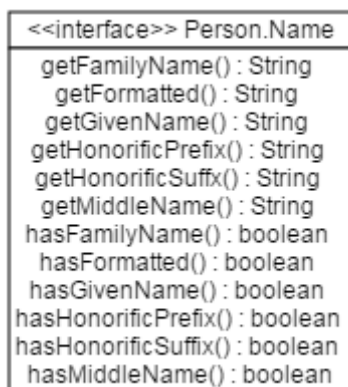 <<interface>> Person.Name
getFamilyName() : String
getFormatted() : String
getGivenName() : String
getHonorificPrefix() : String
getHonorificSuffx() : String
getMiddleName() : String
hasFamilyName() : boolean
hasFormatted() : boolean
hasGivenName() : boolean
hasHonorificPrefix() : boolean
hasHonorificSuffix() : boolean
hasMiddleName() : boolean